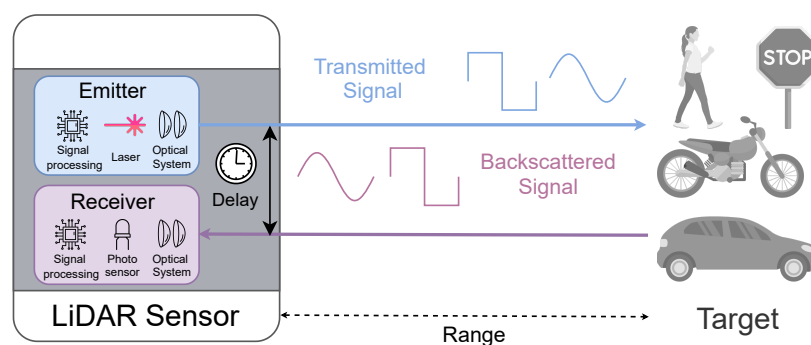 Emitter
Signal
processing
Laser
Optical
System
Delay
Receiver
Signal
processing
Photo
sensor
Optical
System
LiDAR Sensor
Transmitted
Signal
Backscattered
Signal
Range
STOP
Target